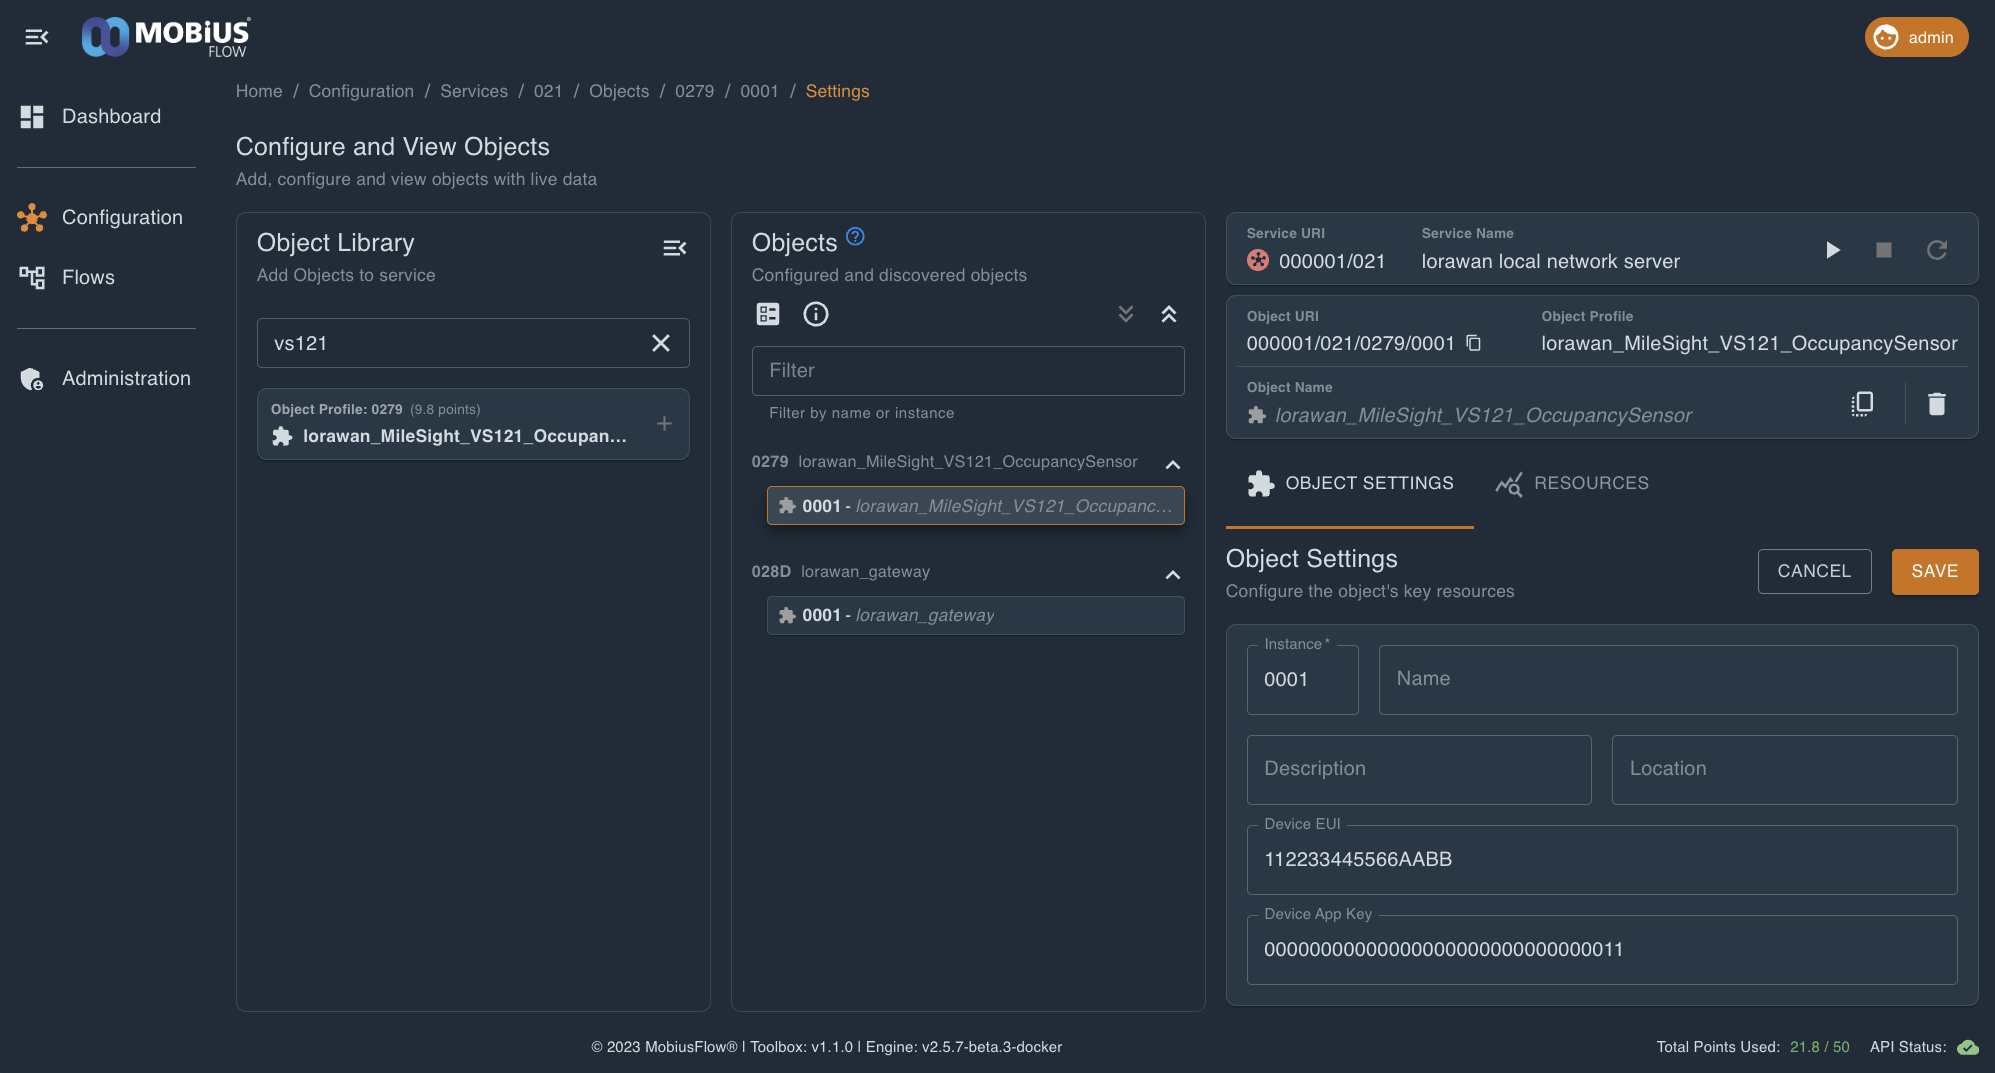 MOBiUS®
FLOW
admin
Home / Configuration / Services / 021 / Objects / 0279 / 0001 / Settings
Dashboard
Configuration
Flows
Administration
Configure and View Objects
Add, configure and view objects with live data
Object Library
Add Objects to service
vs121
Object Profile: 0279 (9.8 points)
lorawan_MileSight_VS121_Occupan...
Objects
Configured and discovered objects
Filter
Filter by name or instance
0279 lorawan_MileSight_VS121_OccupancySensor
0001 - lorawan_MileSight_VS121_Occupanc...
028D lorawan_gateway
0001 - lorawan_gateway
Service URI
000001/021
Service Name
lorawan local network server
Object URI
000001/021/0279/0001
Object Profile
lorawan_MileSight_VS121_OccupancySensor
Object Name
lorawan_MileSight_VS121_OccupancySensor
OBJECT SETTINGS
RESOURCES
Object Settings
Configure the object's key resources
CANCEL
SAVE
Instance *
0001
Name
Description
Location
Device EUI
112233445566AABB
Device App Key
00000000000000000000000000000011
© 2023 MobiusFlow® | Toolbox: v1.1.0 | Engine: v2.5.7-beta.3-docker
Total Points Used: 21.8 / 50 API Status: